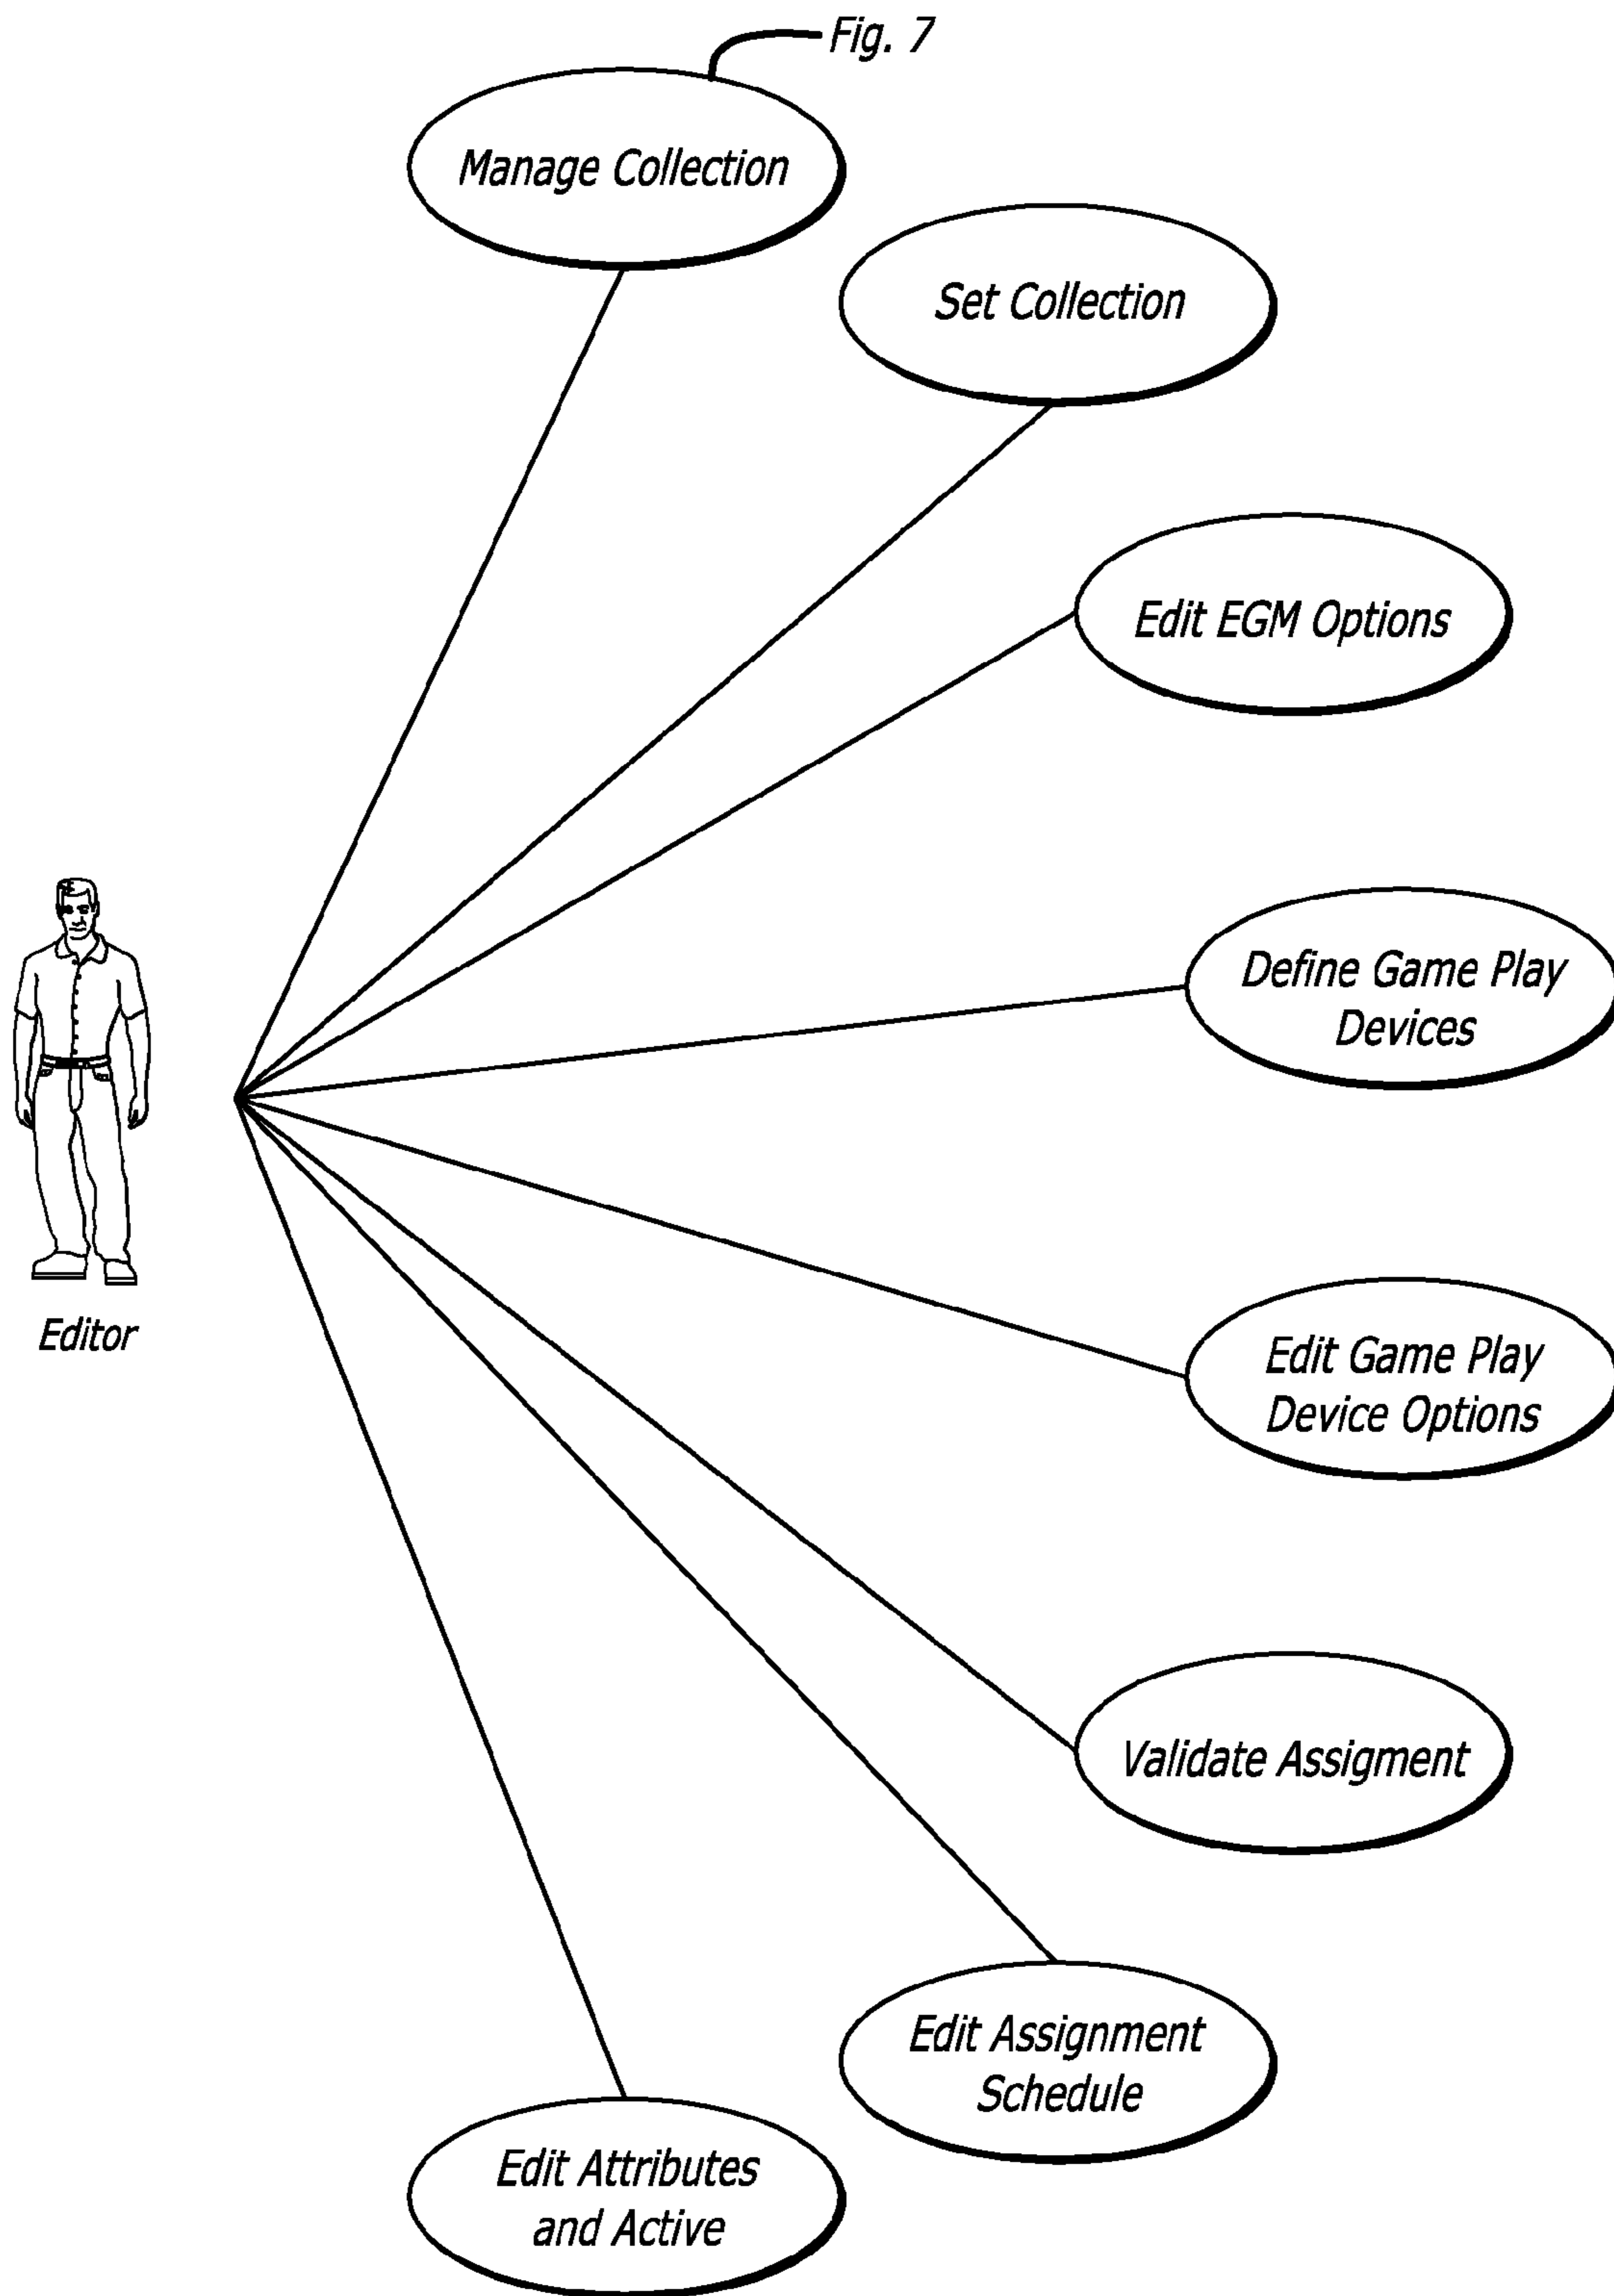 Fig. 7
Manage Collection
Set Collection
Edit EGM Options
Define Game Play
Devices
Editor
Edit Game Play
Device Options
Validate Assigment
Edit Assignment
Schedule
Edit Attributes
and Active